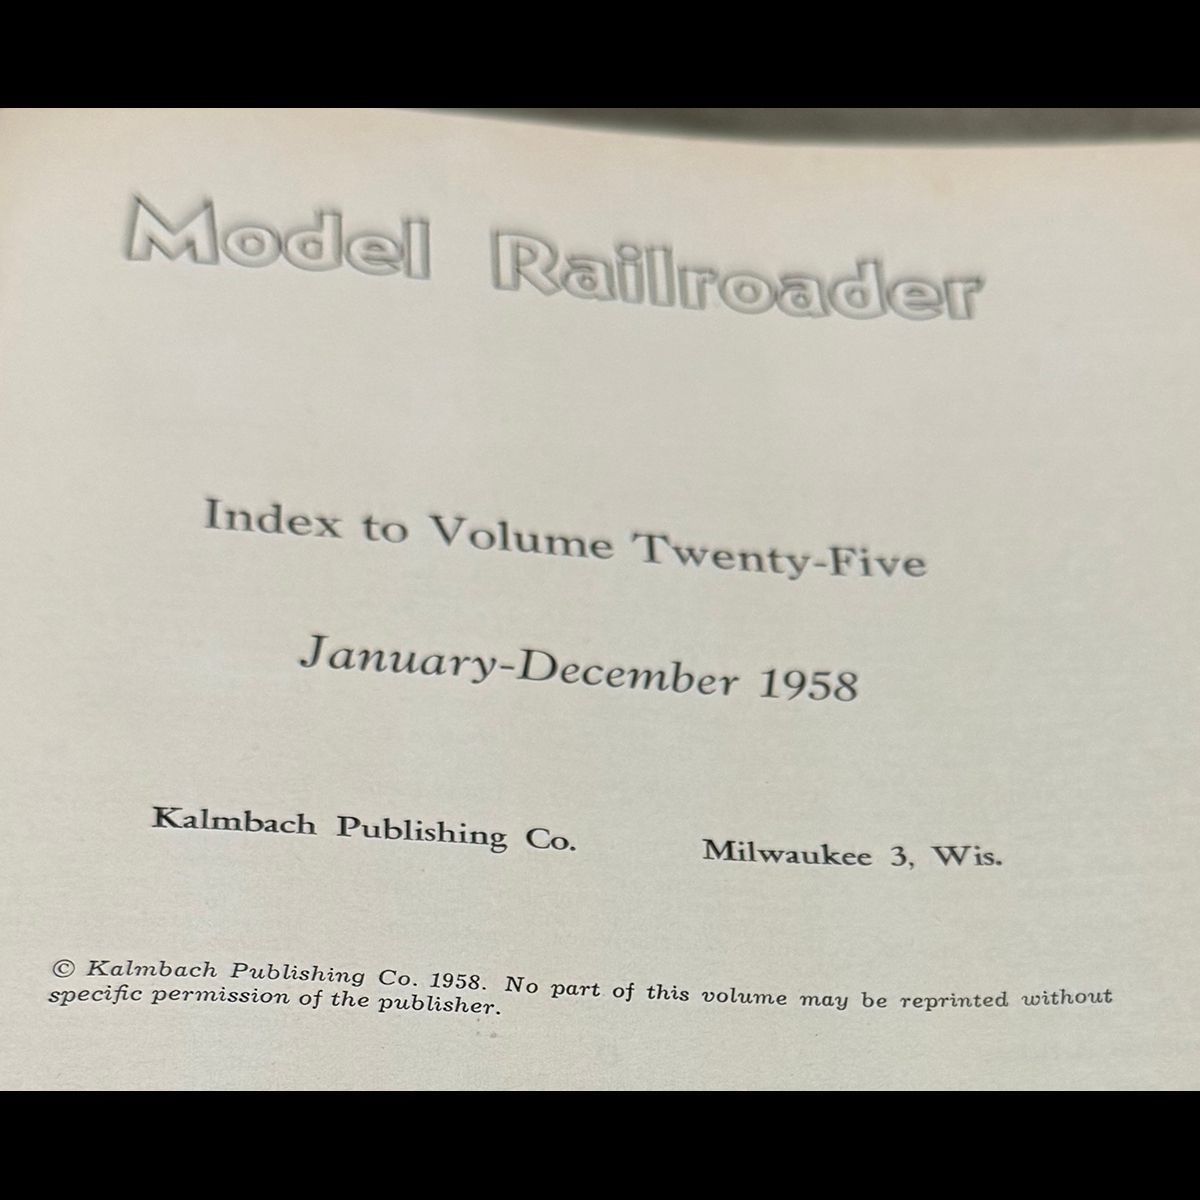 Model Railroader
Index to Volume Twenty-Five
January-December 1958
Kalmbach Publishing Co. Milwaukee 3, Wis.
© Kalmbach Publishing Co. 1958. No part of this volume may be reprinted without
specific permission of the publisher.